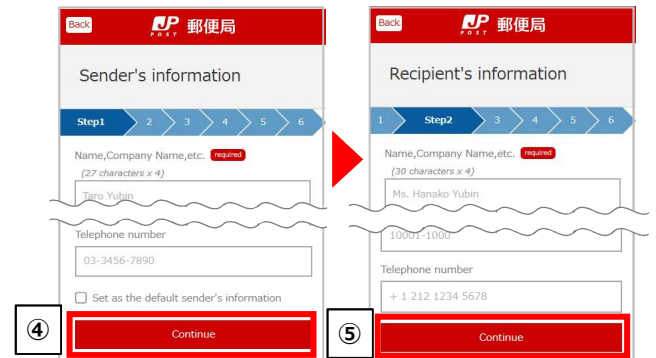 Back
JP
POST
郵便局
Sender's information
Step1 2 3 4 5 6
Name,Company Name,etc. required
(27 characters x 4)
Taro Yubin
Telephone number
03-3456-7890
Set as the default sender's information
④
Continue
Back
JP
POST
郵便局
Recipient's information
1 Step2 3 4 5 6
Name,Company Name,etc. required
(30 characters x 4)
Ms. Hanako Yubin
10001-1000
Telephone number
+ 1 212 1234 5678
⑤
Continue